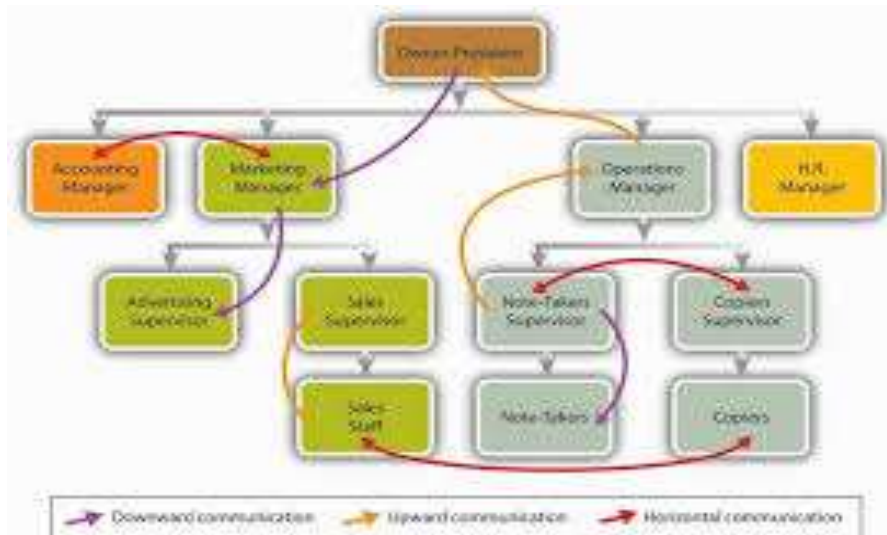 Owner-President
Accounting
Manager
Marketing
Manager
Operations
Manager
H.R.
Manager
Advertising
Supervisor
Sales
Supervisor
Note-Takers
Supervisor
Copiers
Supervisor
Sales
Staff
Note-Takers
Copiers
Downward communication
Upward communication
Horizontal communication